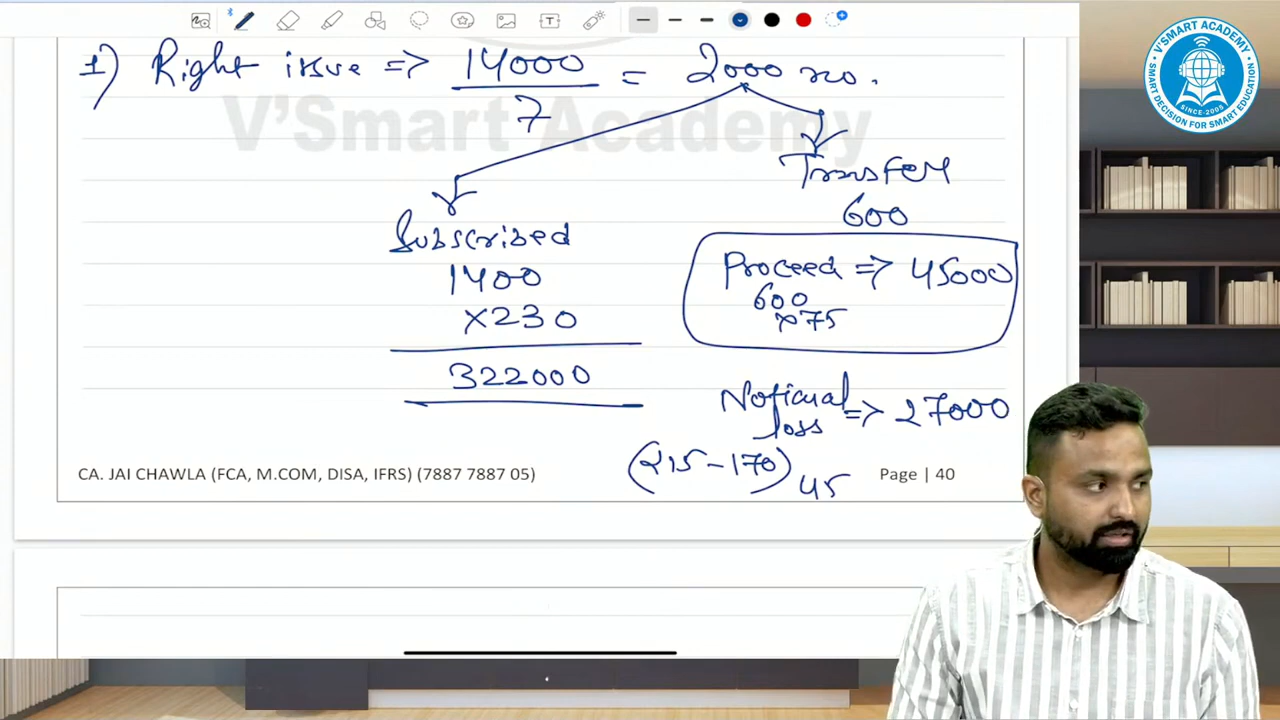 V'SMART ACADEMY
SMART DECISION FOR SMART EDUCATION
SINCE-2005
1) Right issue => 14000 / 7 = 2000 no.
V'Smart Academy
Transfer
600
Subscribed
1400
x230
322000
Proceed => 45000
600
x75
Notional loss => 27000
(215-170) 45
CA. JAI CHAWLA (FCA, M.COM, DISA, IFRS) (7887 7887 05)
Page | 40